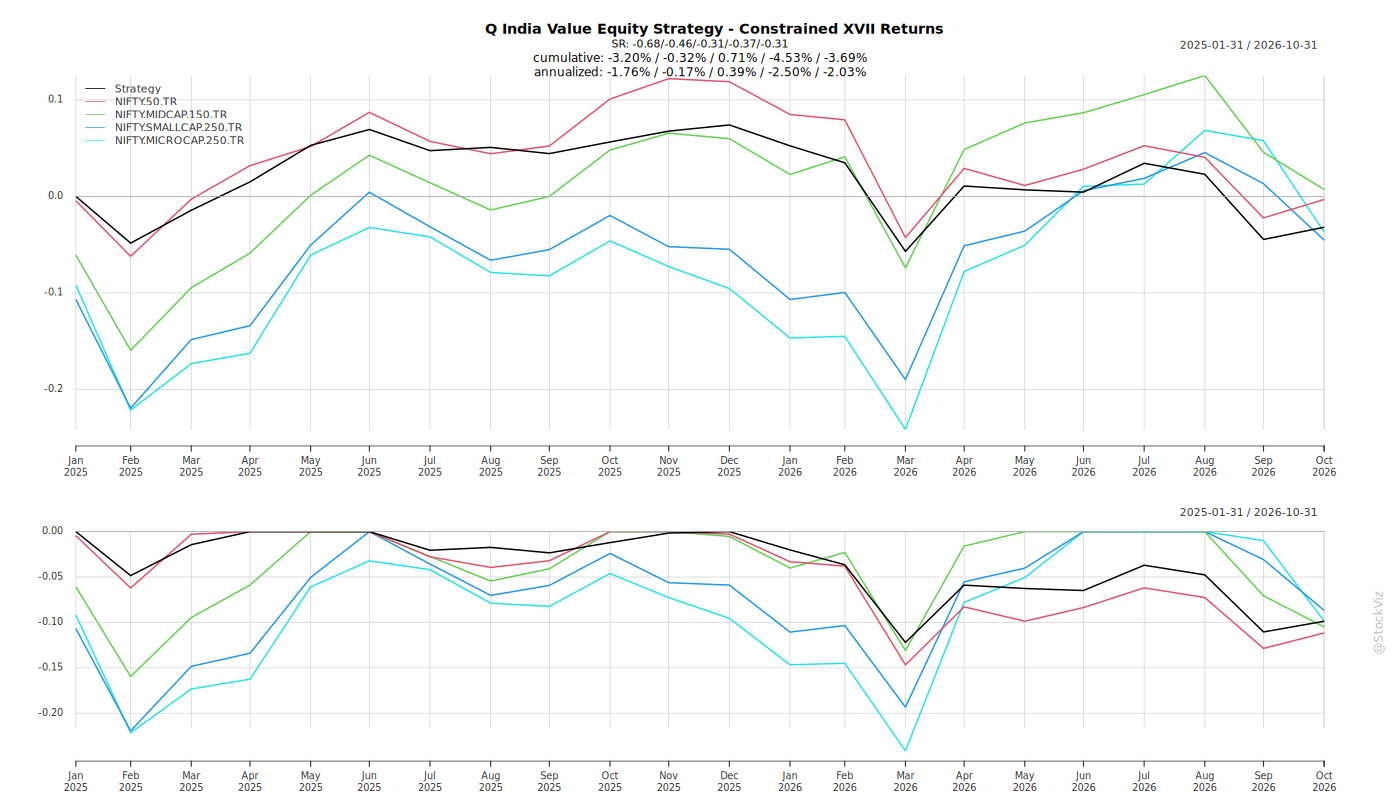 Q India Value Equity Strategy - Constrained XVII Returns
SR: -0.68/-0.46/-0.31/-0.37/-0.31
cumulative: -3.20% / -0.32% / 0.71% / -4.53% / -3.69%
annualized: -1.76% / -0.17% / 0.39% / -2.50% / -2.03%
2025-01-31 / 2026-10-31
Strategy
NIFTY.50.TR
NIFTY.MIDCAP.150.TR
NIFTY.SMALLCAP.250.TR
NIFTY.MICROCAP.250.TR
0.1
0.0
-0.1
-0.2
Jan Feb Mar Apr May Jun Jul Aug Sep Oct Nov Dec Jan Feb Mar Apr May Jun Jul Aug Sep Oct
2025 2025 2025 2025 2025 2025 2025 2025 2025 2025 2025 2025 2026 2026 2026 2026 2026 2026 2026 2026 2026 2026
2025-01-31 / 2026-10-31
0.00
-0.05
-0.10
-0.15
-0.20
Jan Feb Mar Apr May Jun Jul Aug Sep Oct Nov Dec Jan Feb Mar Apr May Jun Jul Aug Sep Oct
2025 2025 2025 2025 2025 2025 2025 2025 2025 2025 2025 2025 2026 2026 2026 2026 2026 2026 2026 2026 2026 2026
@StockViz